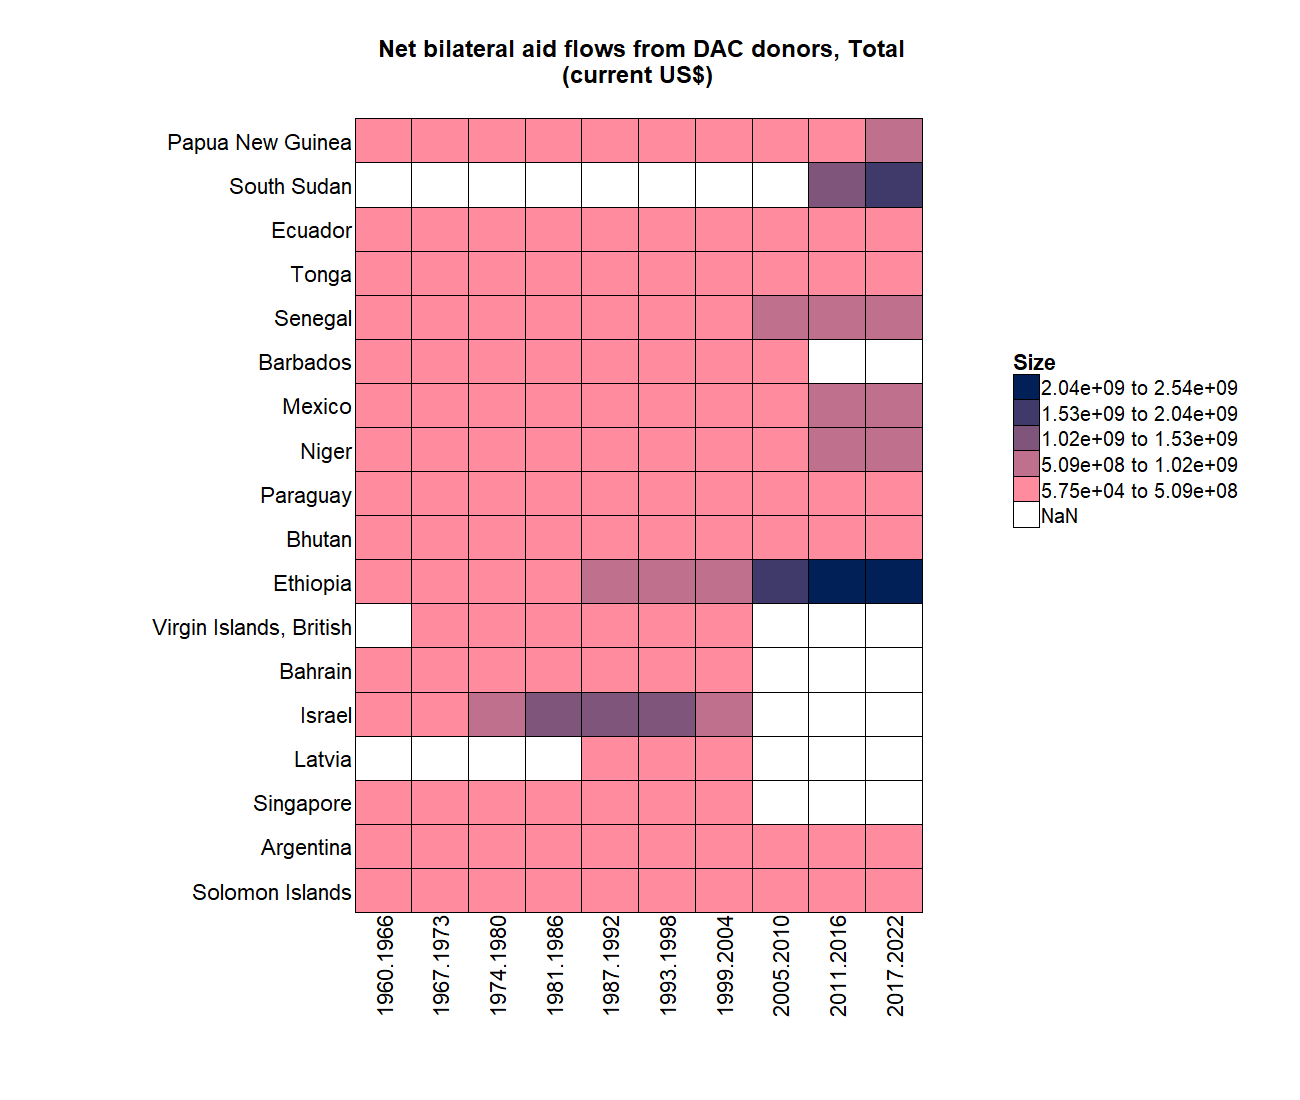 Net bilateral aid flows from DAC donors, Total
(current US$)
Papua New Guinea
South Sudan
Ecuador
Tonga
Senegal
Barbados
Mexico
Niger
Paraguay
Bhutan
Ethiopia
Virgin Islands, British
Bahrain
Israel
Latvia
Singapore
Argentina
Solomon Islands
1960.1966
1967.1973
1974.1980
1981.1986
1987.1992
1993.1998
1999.2004
2005.2010
2011.2016
2017.2022
Size
2.04e+09 to 2.54e+09
1.53e+09 to 2.04e+09
1.02e+09 to 1.53e+09
5.09e+08 to 1.02e+09
5.75e+04 to 5.09e+08
NaN